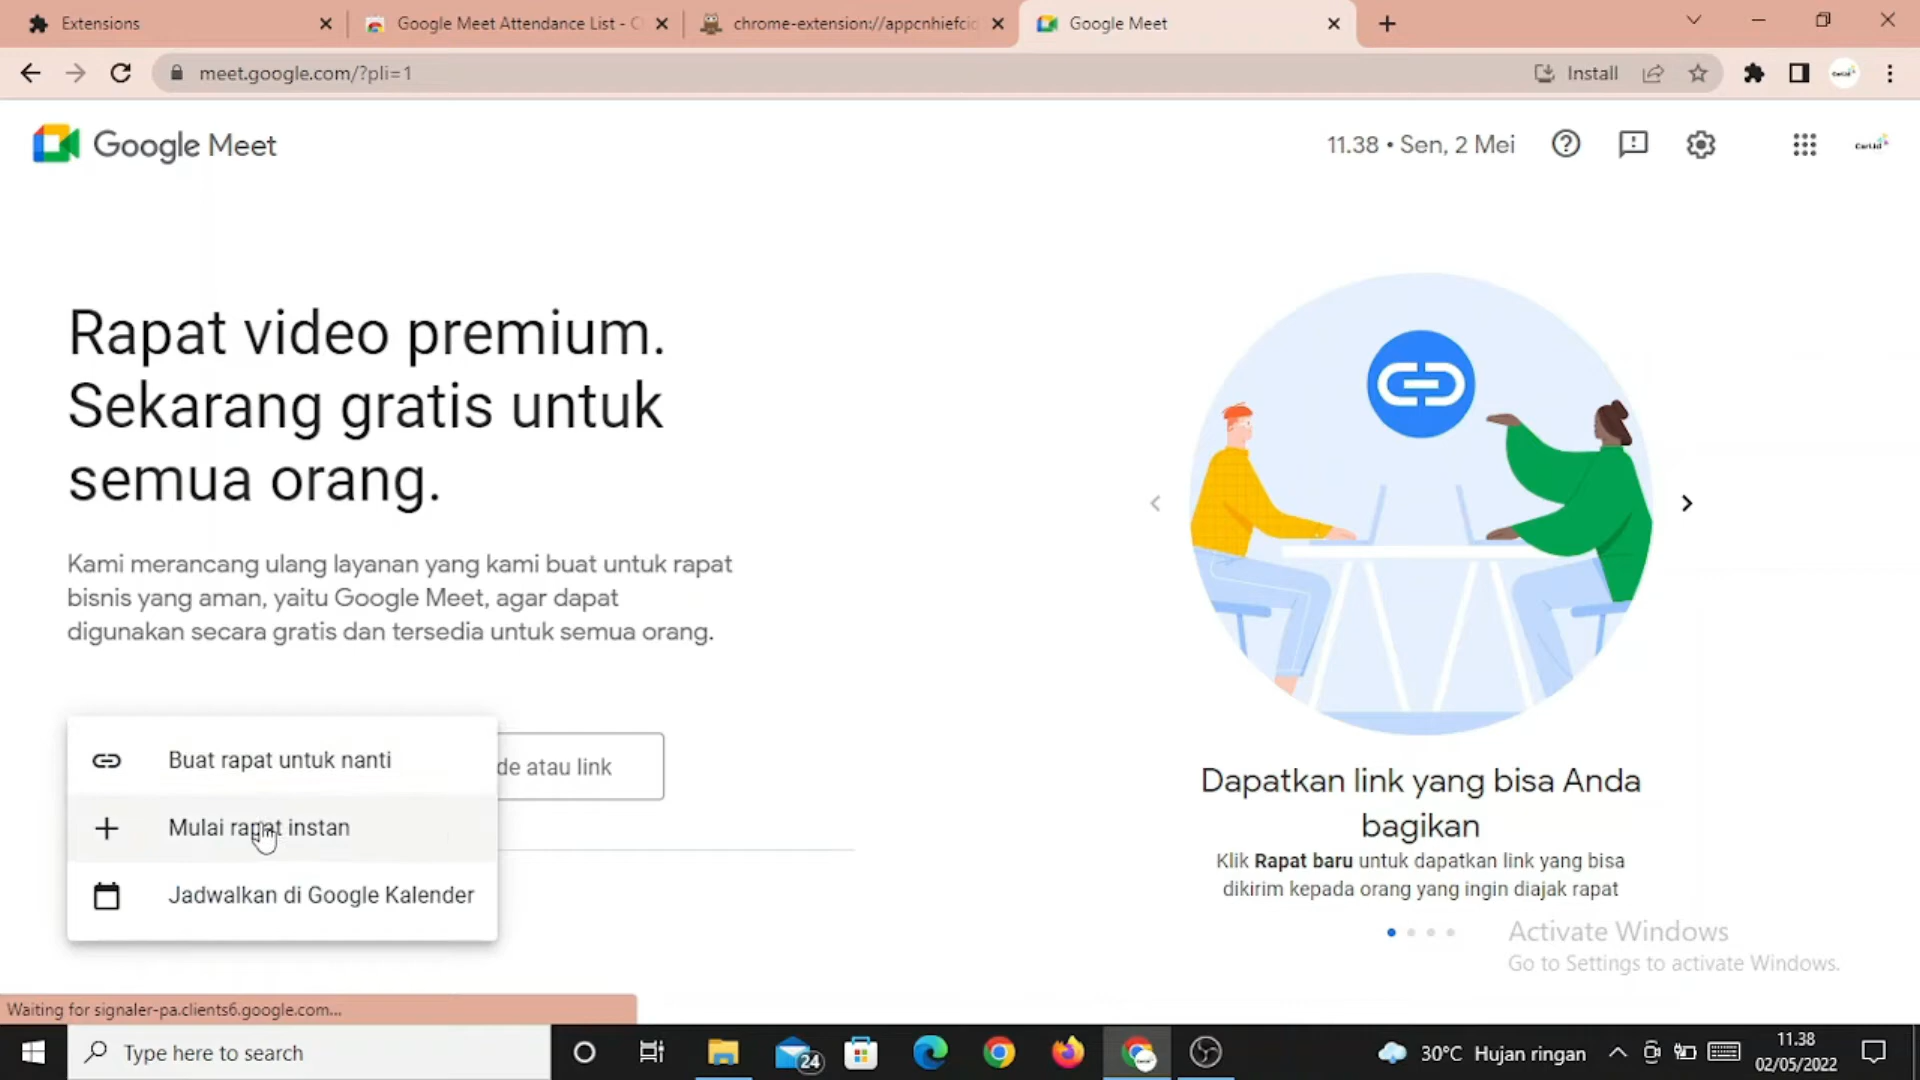 Extensions
Google Meet Attendance List - C
chrome-extension://appcnhiefcid
Google Meet
meet.google.com/?pli=1
Install
Google Meet
11.38 • Sen, 2 Mei
Cari.id
Rapat video premium.
Sekarang gratis untuk
semua orang.
Kami merancang ulang layanan yang kami buat untuk rapat
bisnis yang aman, yaitu Google Meet, agar dapat
digunakan secara gratis dan tersedia untuk semua orang.
Buat rapat untuk nanti
de atau link
Mulai rapat instan
Jadwalkan di Google Kalender
Dapatkan link yang bisa Anda
bagikan
Klik Rapat baru untuk dapatkan link yang bisa
dikirim kepada orang yang ingin diajak rapat
Activate Windows
Go to Settings to activate Windows.
Waiting for signaler-pa.clients6.google.com...
Type here to search
24
30°C Hujan ringan
11.38
02/05/2022